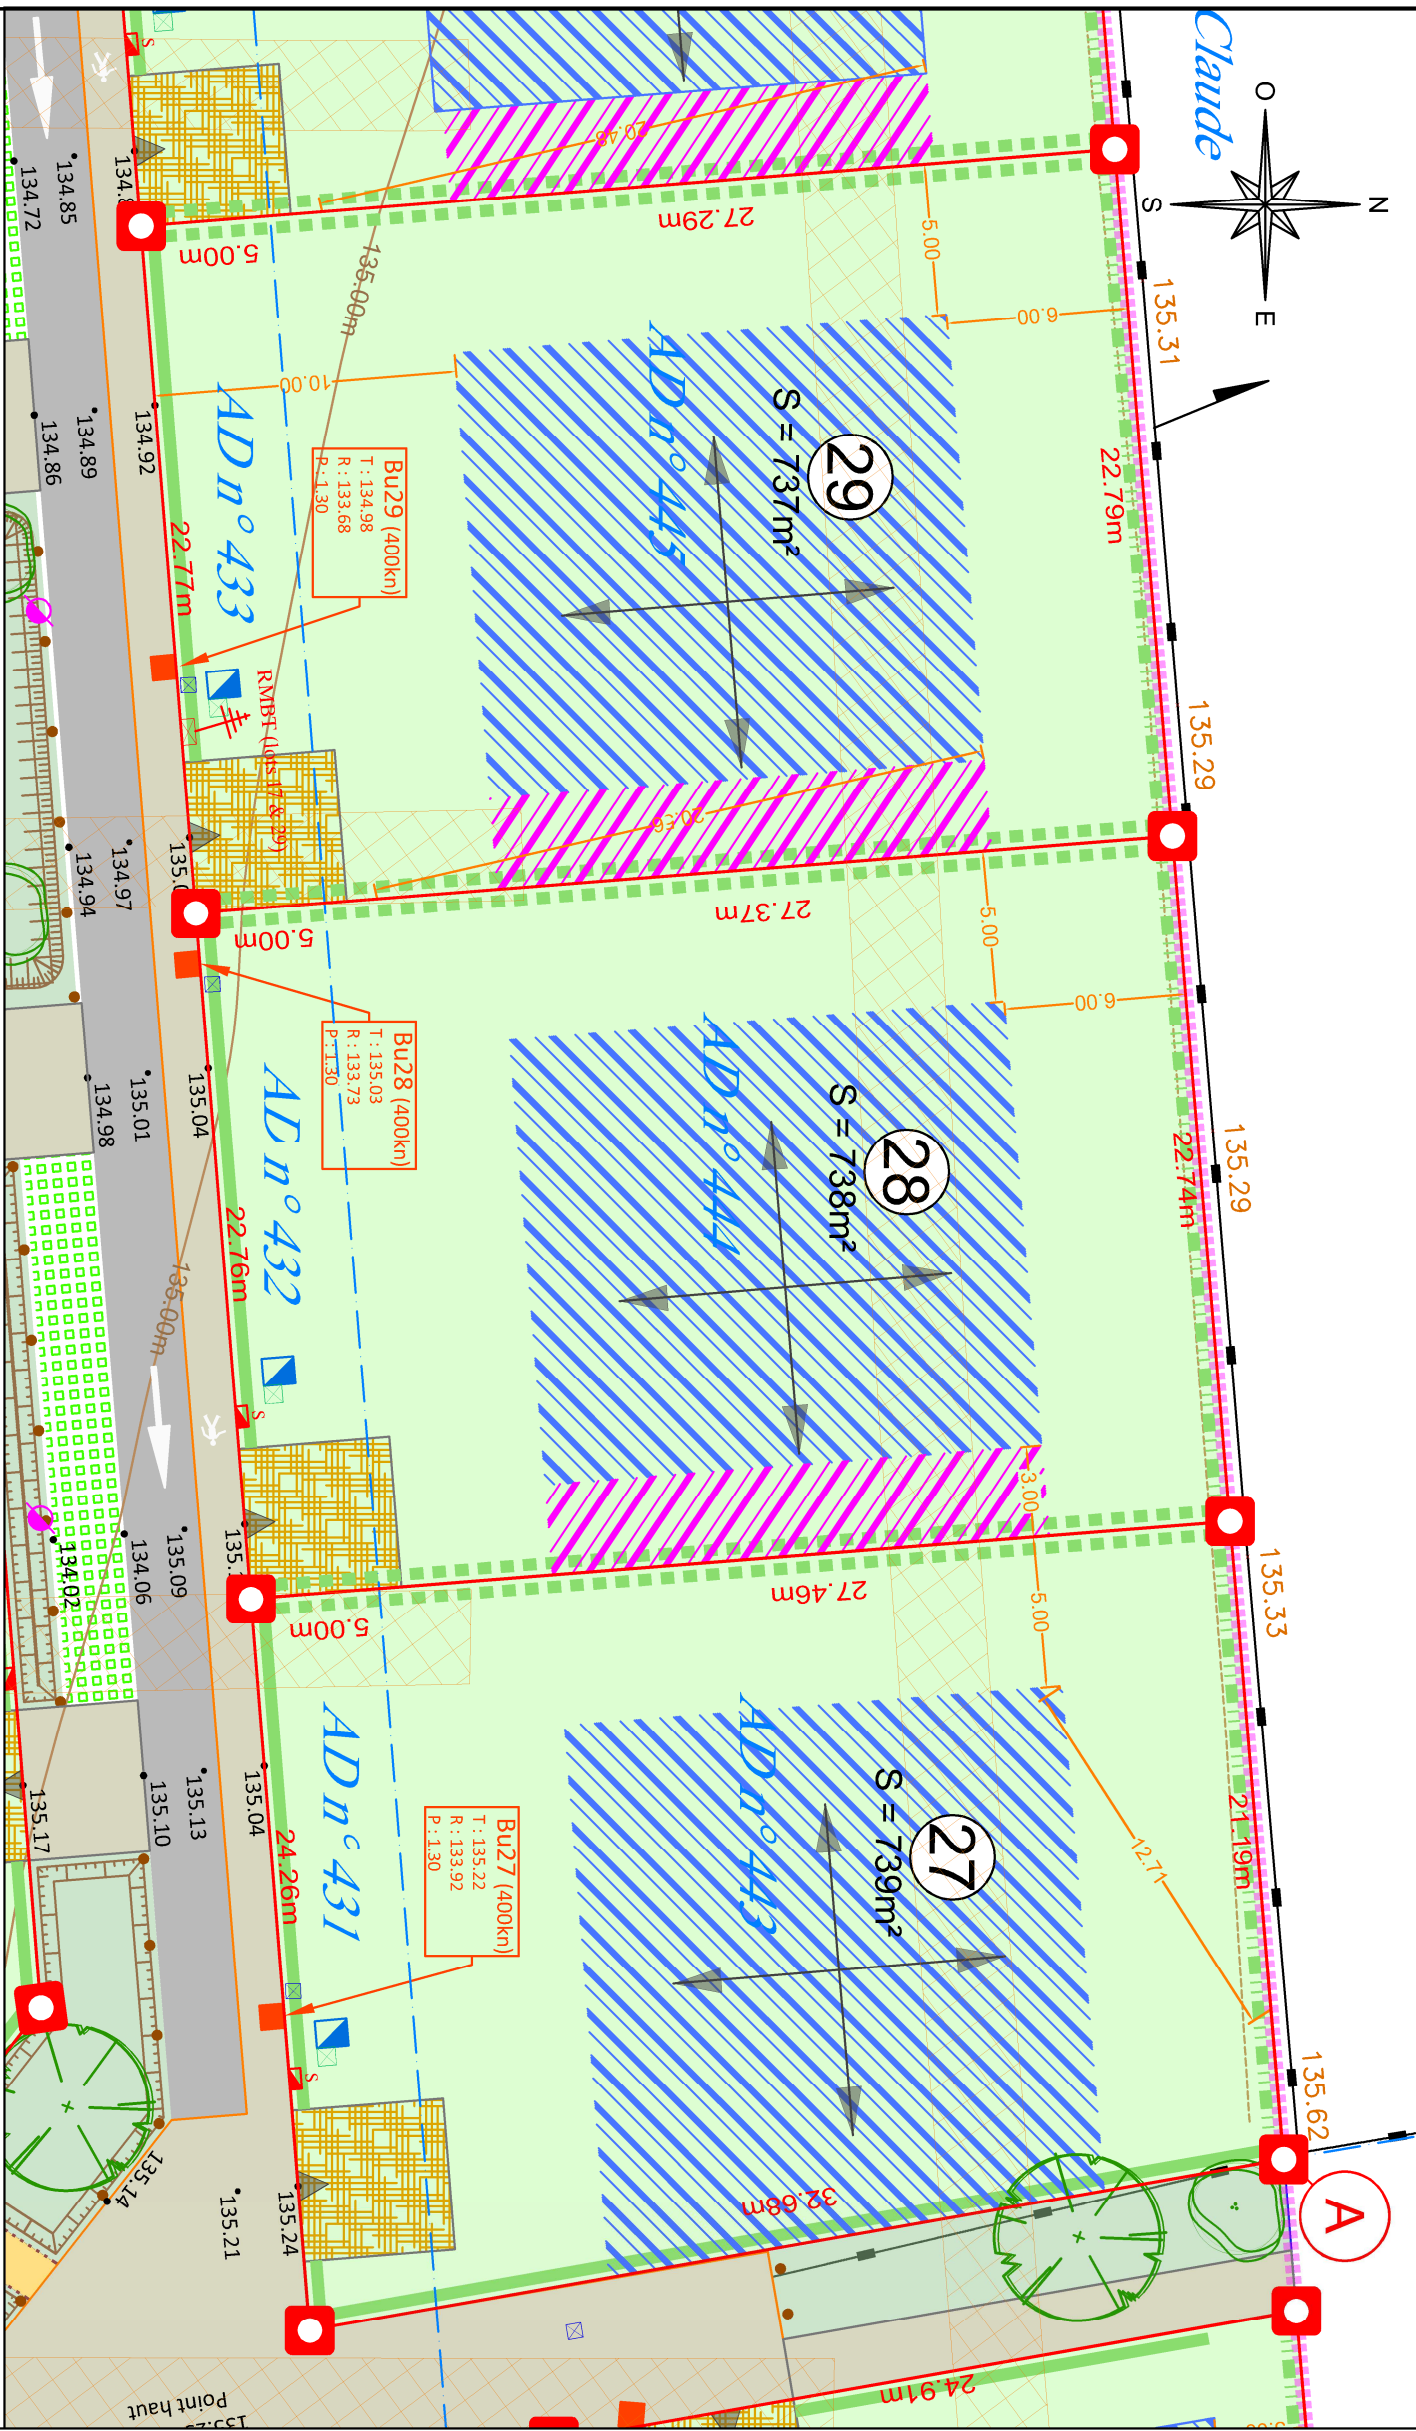 Claude
O
N
S
E
135.31
135.29
135.29
135.33
135.62
A
22.79m
22.74m
21.19m
20.48
27.29m
5.00m
5.00
6.00
135.00m
10.00
29
S = 737m²
AD n° 445
AD n° 433
Bu29 (400kn)
T : 134.98
R : 133.68
P : 1.30
22.77m
RMBT (lots 17 & 29)
20.56
27.37m
5.00m
5.00
6.00
28
S = 738m²
AD n° 444
AD n° 432
Bu28 (400kn)
T : 135.03
R : 133.73
P : 1.30
22.76m
135.00m
S
3.00
27.46m
5.00m
5.00
12.71
27
S = 739m²
AD n° 443
AD n° 431
Bu27 (400kn)
T : 135.22
R : 133.92
P : 1.30
24.26m
S
32.68m
24.91m
S
134.72
134.85
134.86
134.89
134.92
134.94
134.97
134.98
135.01
135.04
134.02
134.06
135.09
135.17
135.10
135.13
135.04
135.14
135.21
135.24
Point haut